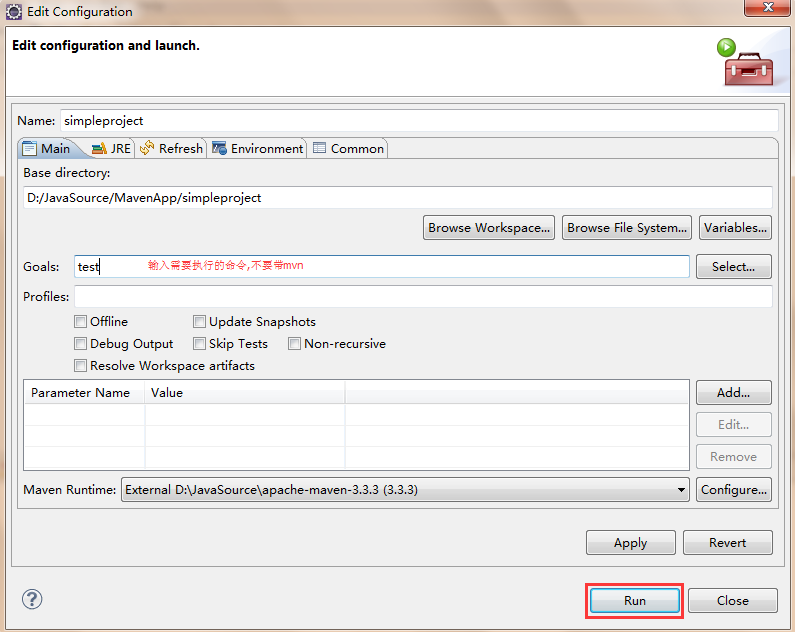 Edit Configuration
Edit configuration and launch.
Name: simpleproject
Main JRE Refresh Environment Common
Base directory:
D:/JavaSource/MavenApp/simpleproject
Browse Workspace... Browse File System... Variables...
Goals: test 输入需要执行的命令,不要带mvn Select...
Profiles:
Offline Update Snapshots
Debug Output Skip Tests Non-recursive
Resolve Workspace artifacts
Parameter Name Value Add...
Edit...
Remove
Maven Runtime: External D:\JavaSource\apache-maven-3.3.3 (3.3.3) Configure...
Apply Revert
? Run Close